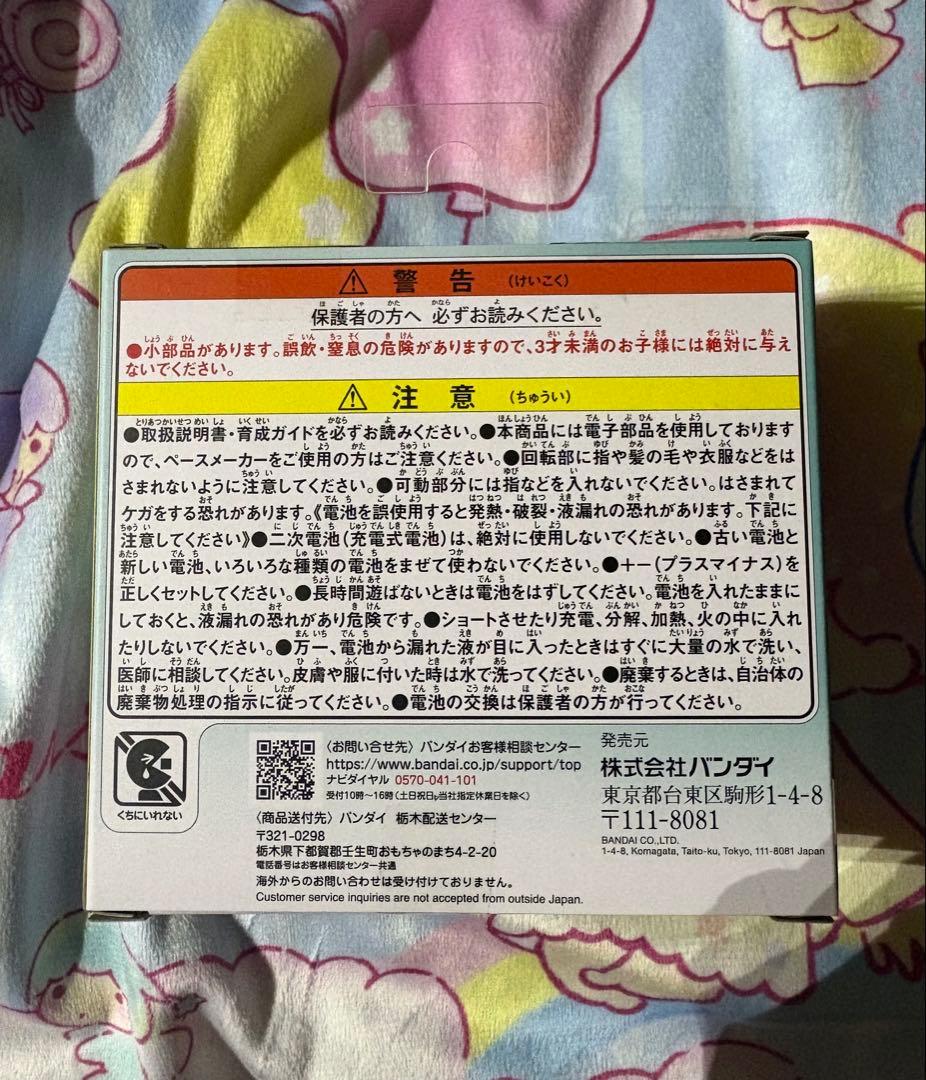 ⚠ 警告 (けいこく)
保護者の方へ 必ずお読みください。
●小部品があります。誤飲・窒息の危険がありますので、3才未満のお子様には絶対に与え
ないでください。
⚠ 注意 (ちゅうい)
●取扱説明書・育成ガイドを必ずお読みください。●本商品には電子部品を使用しております
ので、ペースメーカーをご使用の方はご注意ください。●回転部に指や髪の毛や衣服などをは
さまれないように注意してください。●可動部分には指などを入れないでください。はさまれて
ケガをする恐れがあります。《電池を誤使用すると発熱・破裂・液漏れの恐れがあります。下記に
注意してください》●二次電池(充電式電池)は、絶対に使用しないでください。●古い電池と
新しい電池、いろいろな種類の電池をまぜて使わないでください。●+-(プラスマイナス)を
正しくセットしてください。●長時間遊ばないときは電池をはずしてください。電池を入れたままに
しておくと、液漏れの恐れがあり危険です。●ショートさせたり充電、分解、加熱、火の中に入れ
たりしないでください。●万一、電池から漏れた液が目に入ったときはすぐに大量の水で洗い、
医師に相談してください。皮膚や服に付いた時は水で洗ってください。●廃棄するときは、自治体の
廃棄物処理の指示に従ってください。●電池の交換は保護者の方が行ってください。
くちにいれない
〈お問い合せ先〉バンダイお客様相談センター
https://www.bandai.co.jp/support/top
ナビダイヤル 0570-041-101
受付10時〜16時(土日祝日、当社指定休業日を除く)
〈商品送付先〉バンダイ 栃木配送センター
〒321-0298
栃木県下都賀郡壬生町おもちゃのまち4-2-20
電話番号はお客様相談センター共通
海外からのお問い合わせは受け付けておりません。
Customer service inquiries are not accepted from outside Japan.
発売元
株式会社バンダイ
東京都台東区駒形1-4-8
〒111-8081
BANDAI CO.,LTD.
1-4-8, Komagata, Taito-ku, Tokyo, 111-8081 Japan